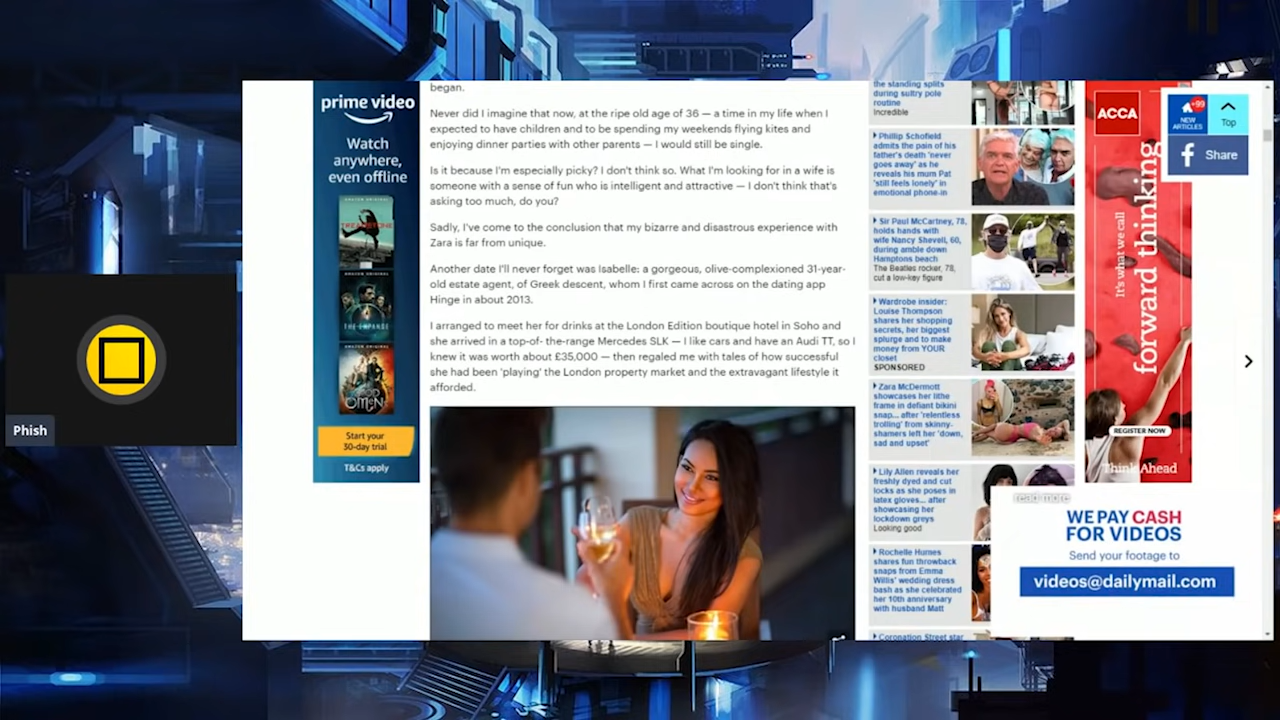 Phish
prime video
Watch
anywhere,
even offline
THE EXPANSE
OMEN
Start your
30-day trial
T&Cs apply
began.
Never did I imagine that now, at the ripe old age of 36 — a time in my life when I
expected to have children and to be spending my weekends flying kites and
enjoying dinner parties with other parents — I would still be single.
Is it because I'm especially picky? I don't think so. What I'm looking for in a wife is
someone with a sense of fun who is intelligent and attractive — I don't think that's
asking too much, do you?
Sadly, I've come to the conclusion that my bizarre and disastrous experience with
Zara is far from unique.
Another date I'll never forget was Isabelle: a gorgeous, olive-complexioned 31-year-
old estate agent, of Greek descent, whom I first came across on the dating app
Hinge in about 2013.
I arranged to meet her for drinks at the London Edition boutique hotel in Soho and
she arrived in a top-of- the-range Mercedes SLK — I like cars and have an Audi TT, so I
knew it was worth about £35,000 — then regaled me with tales of how successful
she had been 'playing' the London property market and the extravagant lifestyle it
afforded.
the standing splits
during sultry pole
routine
Incredible
Phillip Schofield
admits the pain of his
father's death 'never
goes away' as he
reveals his mum Pat
'still feels lonely' in
emotional phone-in
Sir Paul McCartney, 78,
holds hands with
wife Nancy Shevell, 60,
during amble down
Hamptons beach
The Beatles rocker, 78,
cut a low-key figure
Wardrobe insider:
Louise Thompson
shares her shopping
secrets, her biggest
splurge and to make
money from YOUR
closet
SPONSORED
Zara McDermott
showcases her lithe
frame in defiant bikini
snap... after 'relentless
trolling' from skinny-
shamers left her 'down,
sad and upset'
Lily Allen reveals her
freshly dyed and cut
locks as she poses in
latex gloves... after
showcasing her
lockdown greys
Looking good
Rochelle Humes
shares fun throwback
snaps from Emma
Willis' wedding dress
bash as she celebrated
her 10th anniversary
with husband Matt
Coronation Street star
ACCA
It's what we call
forward thinking
REGISTER NOW
Think Ahead
+99
NEW
ARTICLES
Top
Share
WE PAY CASH
FOR VIDEOS
Send your footage to
videos@dailymail.com